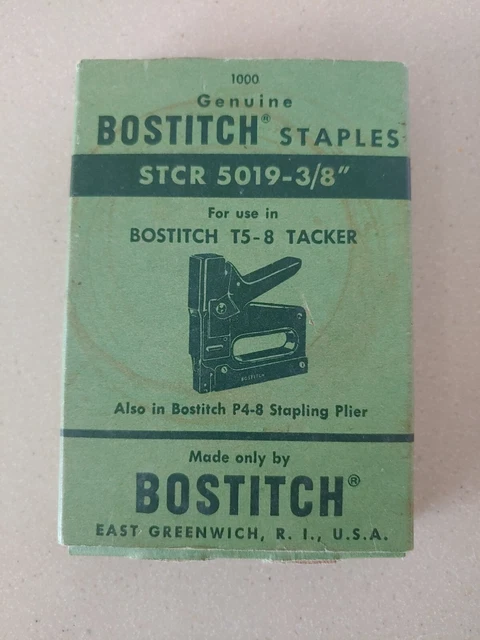 1000
Genuine
BOSTITCH® STAPLES
STCR 5019-3/8"
For use in
BOSTITCH T5-8 TACKER
BOSTITCH
Also in Bostitch P4-8 Stapling Plier
Made only by
BOSTITCH®
EAST GREENWICH, R. I., U.S.A.